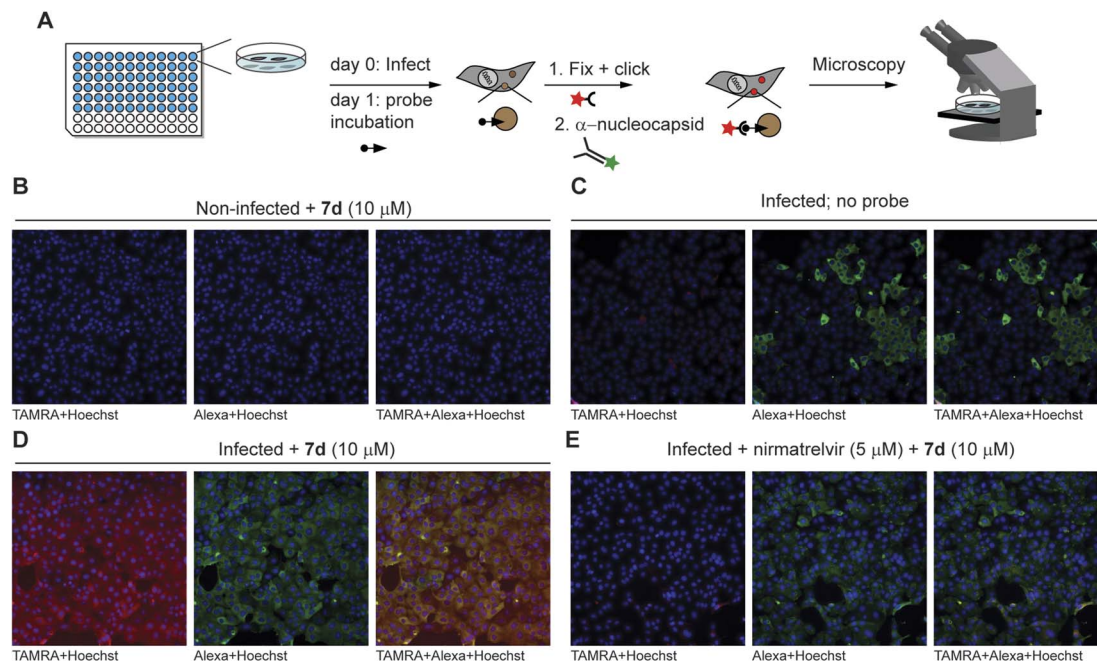 A
day 0: Infect
day 1: probe
incubation
1. Fix + click
2. α–nucleocapsid
Microscopy
B
Non-infected + 7d (10 μM)
TAMRA+Hoechst
Alexa+Hoechst
TAMRA+Alexa+Hoechst
C
Infected; no probe
TAMRA+Hoechst
Alexa+Hoechst
TAMRA+Alexa+Hoechst
D
Infected + 7d (10 μM)
TAMRA+Hoechst
Alexa+Hoechst
TAMRA+Alexa+Hoechst
E
Infected + nirmatrelvir (5 μM) + 7d (10 μM)
TAMRA+Hoechst
Alexa+Hoechst
TAMRA+Alexa+Hoechst